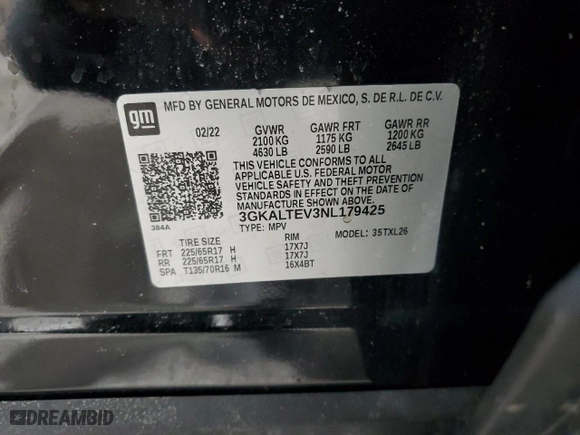 MFD BY GENERAL MOTORS DE MEXICO, S. DE R.L. DE C.V.
gm
02/22 GVWR GAWR FRT GAWR RR
2100 KG 1175 KG 1200 KG
4630 LB 2590 LB 2645 LB
THIS VEHICLE CONFORMS TO ALL
APPLICABLE U.S. FEDERAL MOTOR
VEHICLE SAFETY AND THEFT PREVENTION
STANDARDS IN EFFECT ON THE DATE OF
MANUFACTURE SHOWN ABOVE.
3GKALTEV3NL179425
384A TYPE: MPV MODEL: 35TXL26
TIRE SIZE RIM
FRT 225/65R17 H 17X7J
RR 225/65R17 H 17X7J
SPA T135/70R16 M 16X4BT
DREAMBID